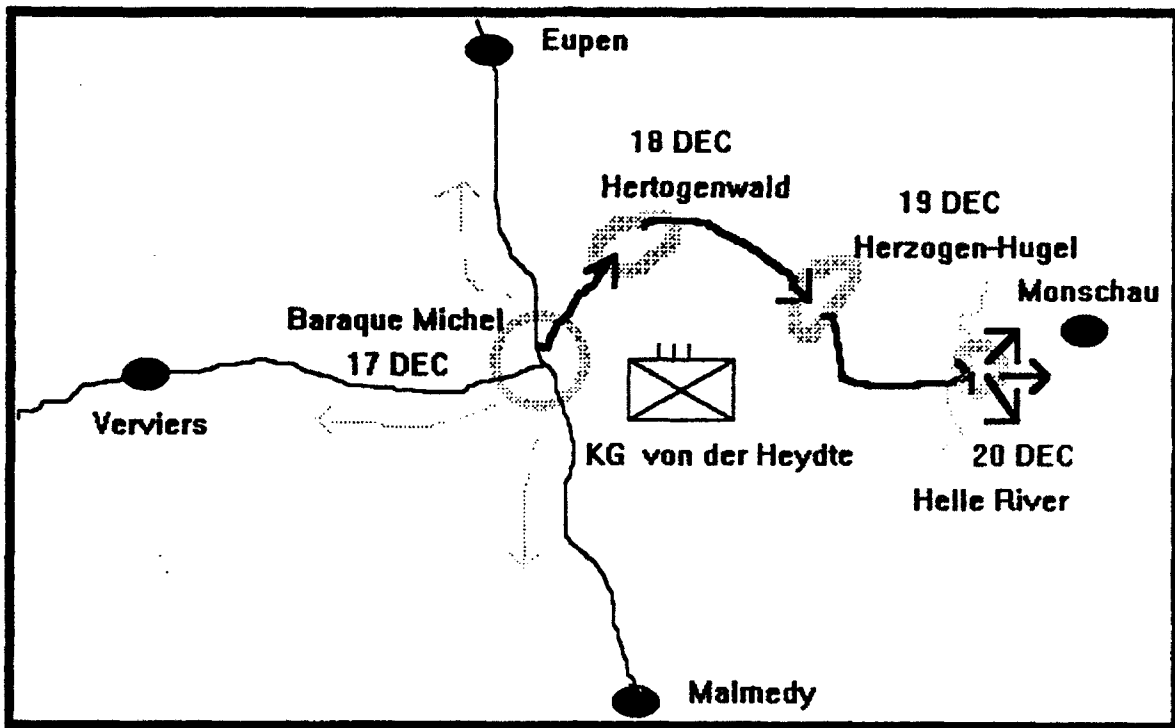 Eupen
18 DEC
Hertogenwald
19 DEC
Herzogen-Hugel
Monschau
Baraque Michel
17 DEC
Verviers
KG von der Heydte
20 DEC
Helle River
Malmedy